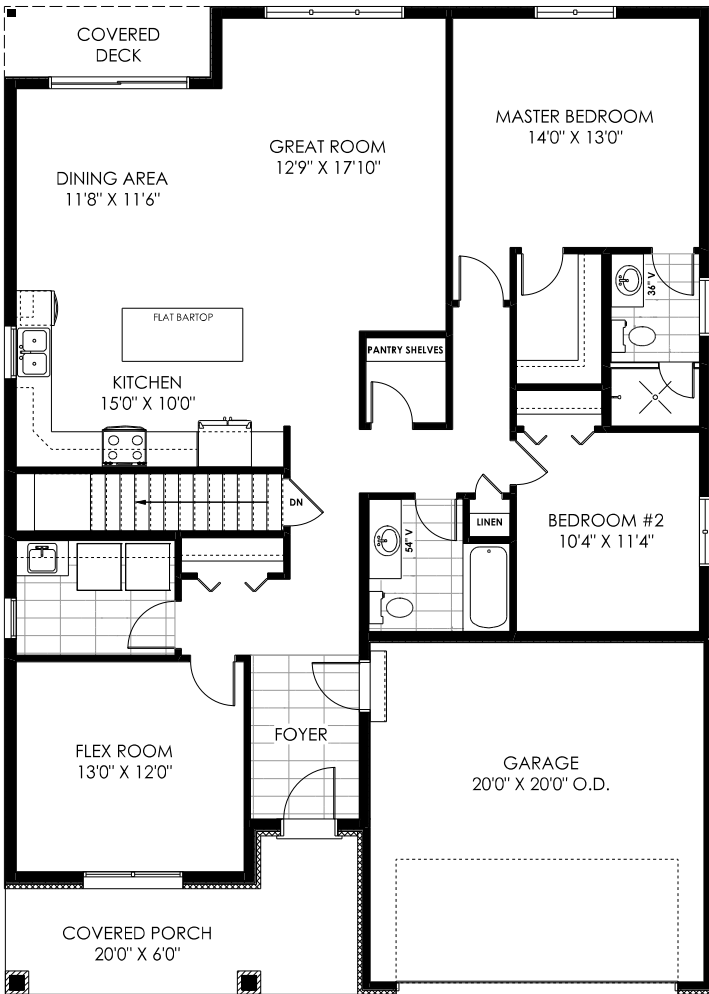 COVERED
DECK
MASTER BEDROOM
14'0" X 13'0"
GREAT ROOM
12'9" X 17'10"
DINING AREA
11'8" X 11'6"
36" V
FLAT BARTOP
PANTRY SHELVES
KITCHEN
15'0" X 10'0"
DN
LINEN
BEDROOM #2
10'4" X 11'4"
54" V
FOYER
FLEX ROOM
13'0" X 12'0"
GARAGE
20'0" X 20'0" O.D.
COVERED PORCH
20'0" X 6'0"